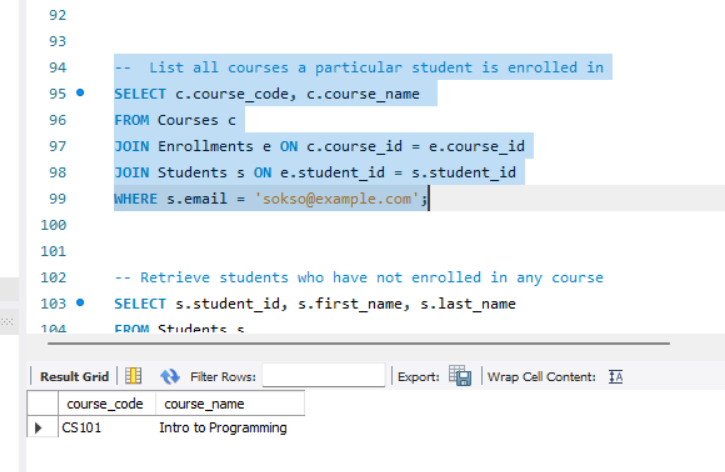 92
93
94 -- List all courses a particular student is enrolled in
95 SELECT c.course_code, c.course_name
96 FROM Courses c
97 JOIN Enrollments e ON c.course_id = e.course_id
98 JOIN Students s ON e.student_id = s.student_id
99 WHERE s.email = 'sokso@example.com';
100
101
102 -- Retrieve students who have not enrolled in any course
103 SELECT s.student_id, s.first_name, s.last_name
104 FROM Students s
Result Grid Filter Rows: Export: Wrap Cell Content: IA
course_code course_name
CS101 Intro to Programming